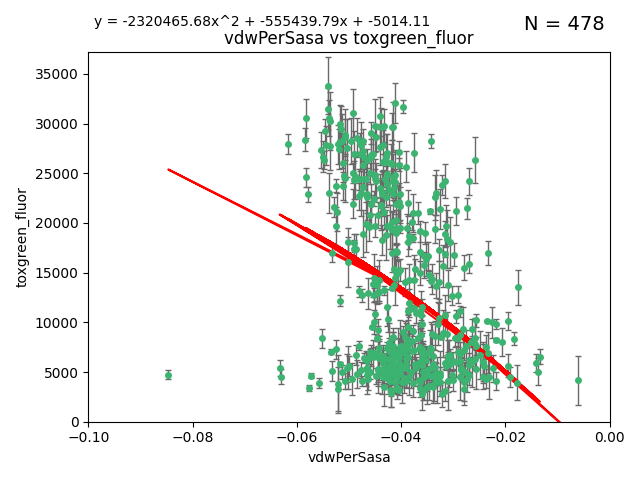 y = -2320465.68x^2 + -555439.79x + -5014.11
N = 478
vdwPerSasa vs toxgreen_fluor
35000
30000
25000
20000
15000
10000
5000
0
toxgreen_fluor
−0.10
−0.08
−0.06
−0.04
−0.02
0.00
vdwPerSasa